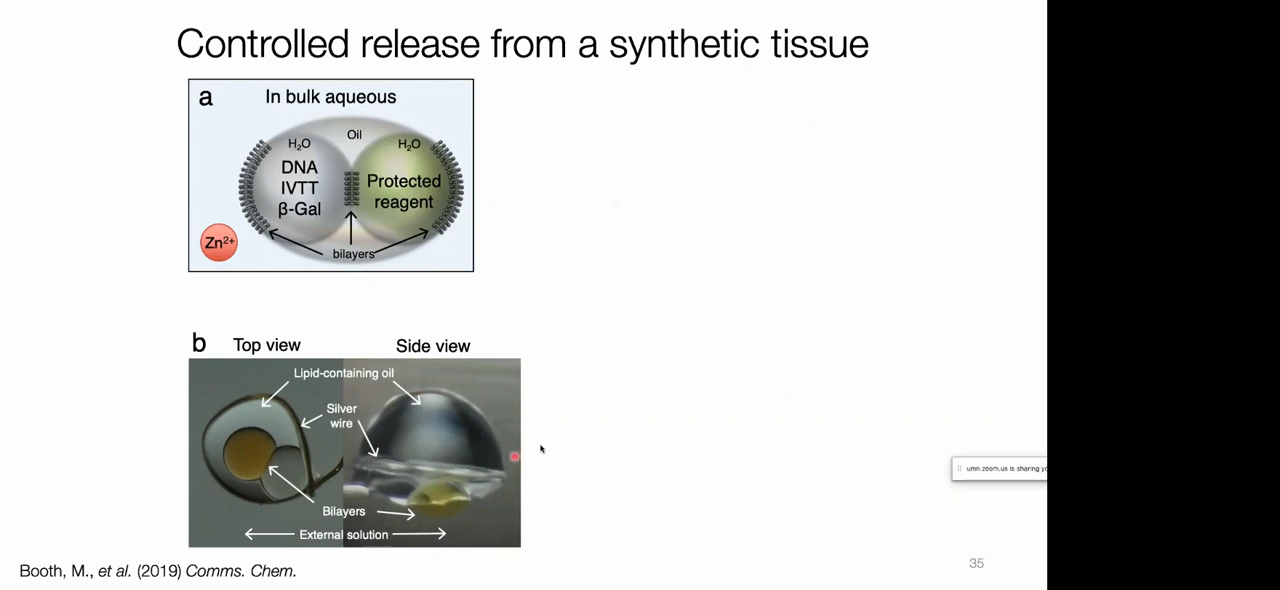 Controlled release from a synthetic tissue
a
In bulk aqueous
Oil
H₂O
H₂O
DNA
IVTT
β-Gal
Protected
reagent
Zn²⁺
bilayers
b
Top view
Side view
Lipid-containing oil
Silver
wire
Bilayers
External solution
umn.zoom.us is sharing yo
Booth, M., et al. (2019) Comms. Chem.
35